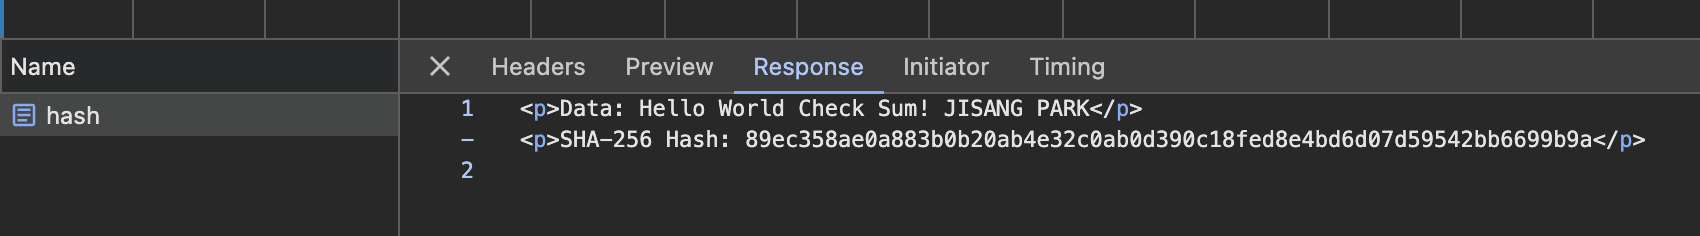 Name
Headers Preview Response Initiator Timing
hash
1 <p>Data: Hello World Check Sum! JISANG PARK</p>
- <p>SHA-256 Hash: 89ec358ae0a883b0b20ab4e32c0ab0d390c18fed8e4bd6d07d59542bb6699b9a</p>
2